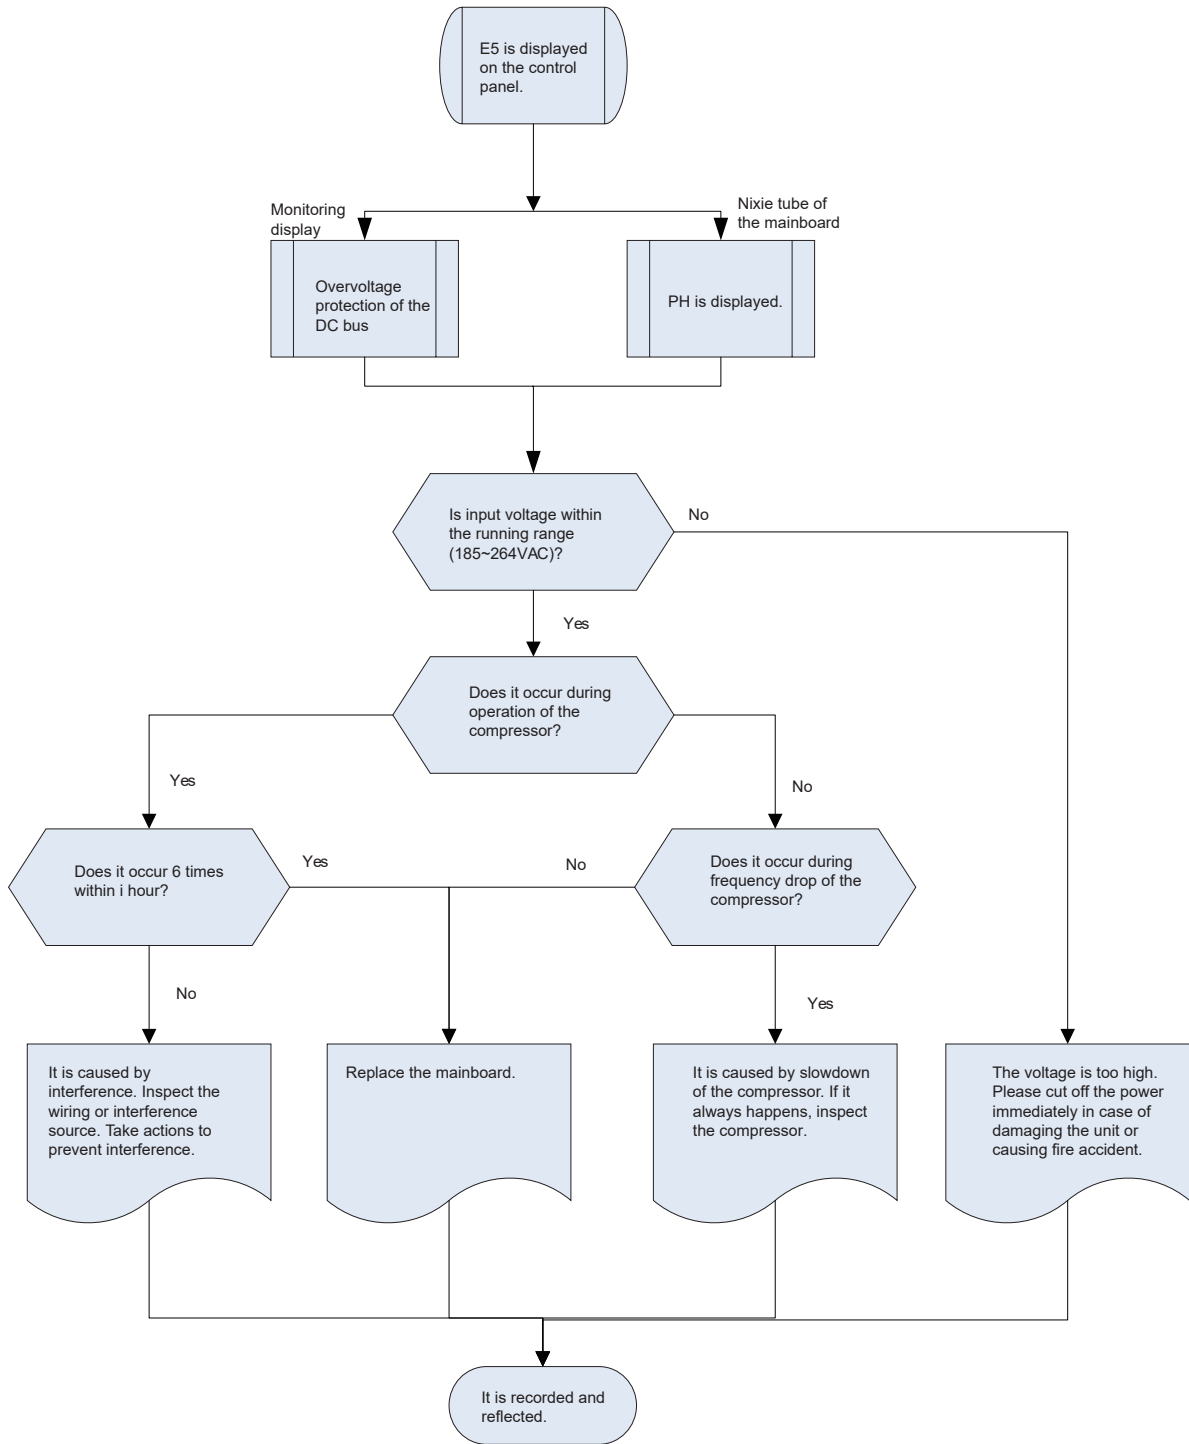 E5 is displayed
on the control
panel.
Monitoring
display
Nixie tube of
the mainboard
Overvoltage
protection of the
DC bus
PH is displayed.
Is input voltage within
the running range
(185~264VAC)?
No
Yes
Does it occur during
operation of the
compressor?
Yes
No
Does it occur 6 times
within i hour?
Yes
No
Does it occur during
frequency drop of the
compressor?
No
Yes
It is caused by
interference. Inspect the
wiring or interference
source. Take actions to
prevent interference.
Replace the mainboard.
It is caused by slowdown
of the compressor. If it
always happens, inspect
the compressor.
The voltage is too high.
Please cut off the power
immediately in case of
damaging the unit or
causing fire accident.
It is recorded and
reflected.